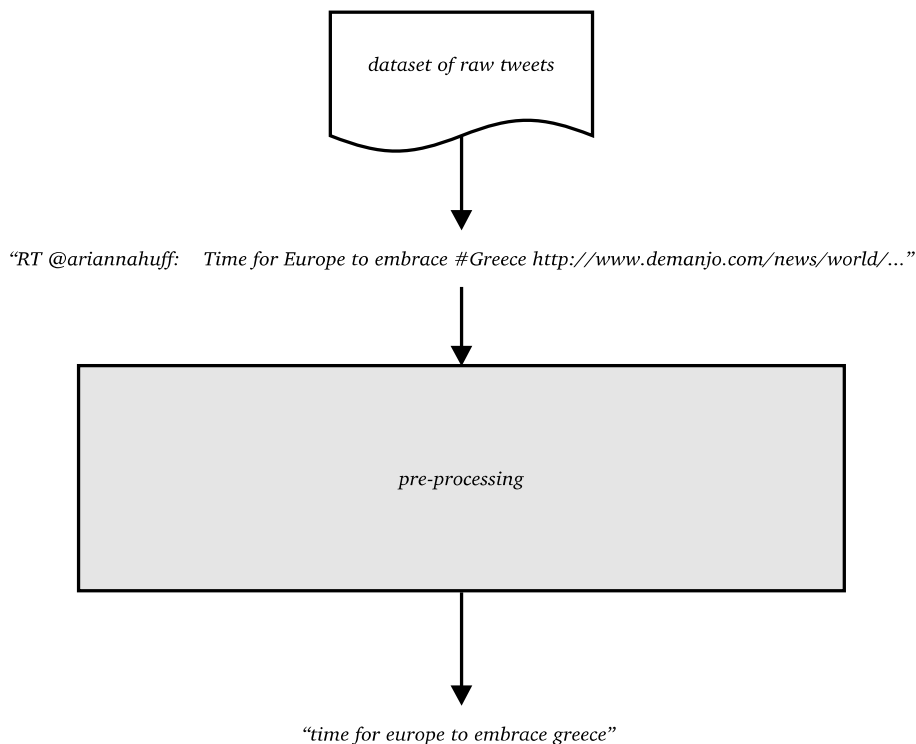 dataset of raw tweets
“RT @ariannahuff: Time for Europe to embrace #Greece http://www.demanjo.com/news/world/...”
pre-processing
“time for europe to embrace greece”